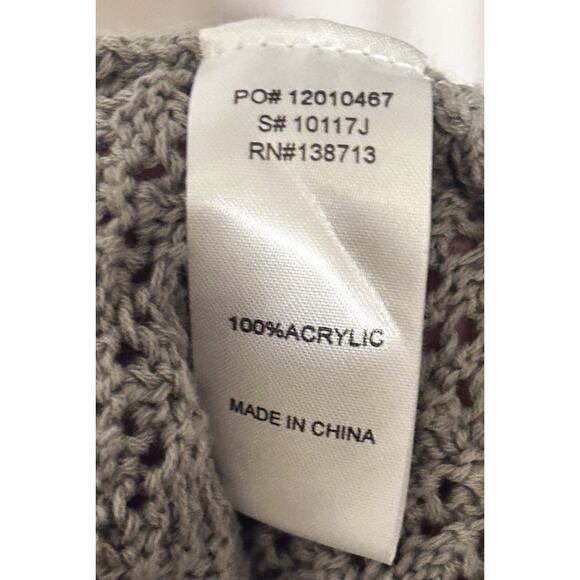 PO# 12010467
S# 10117J
RN#138713
100%ACRYLIC
MADE IN CHINA